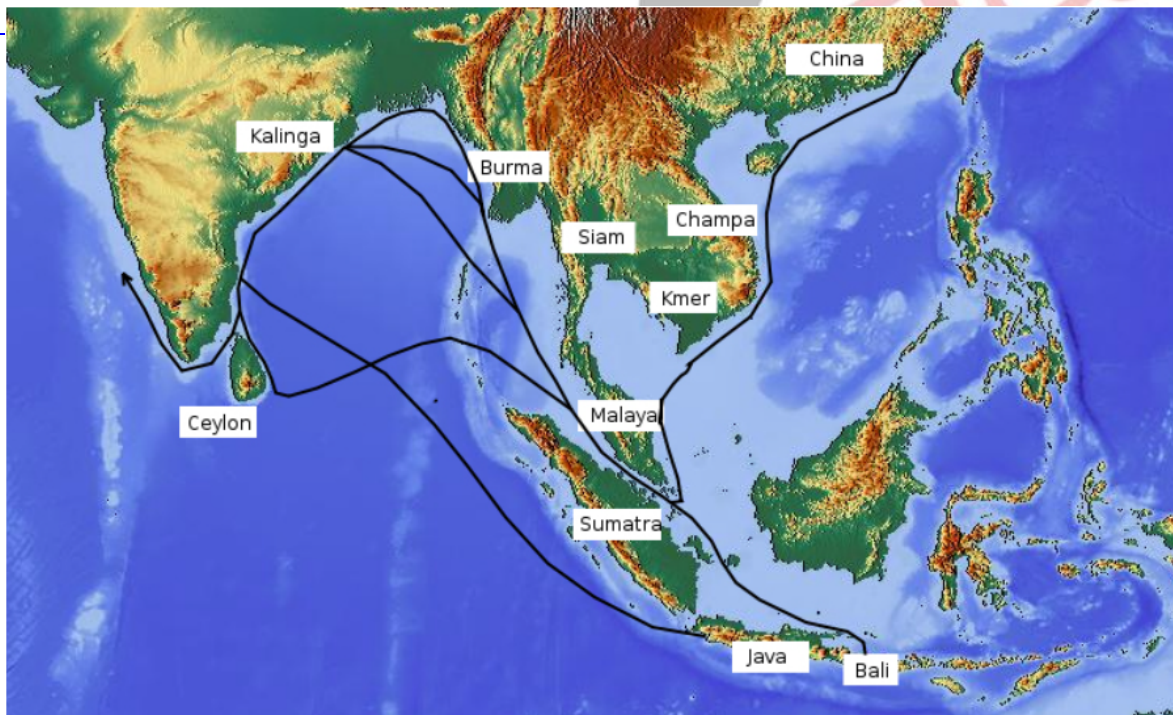 China
Kalinga
Burma
Champa
Siam
Kmer
Malaya
Ceylon
Sumatra
Java
Bali